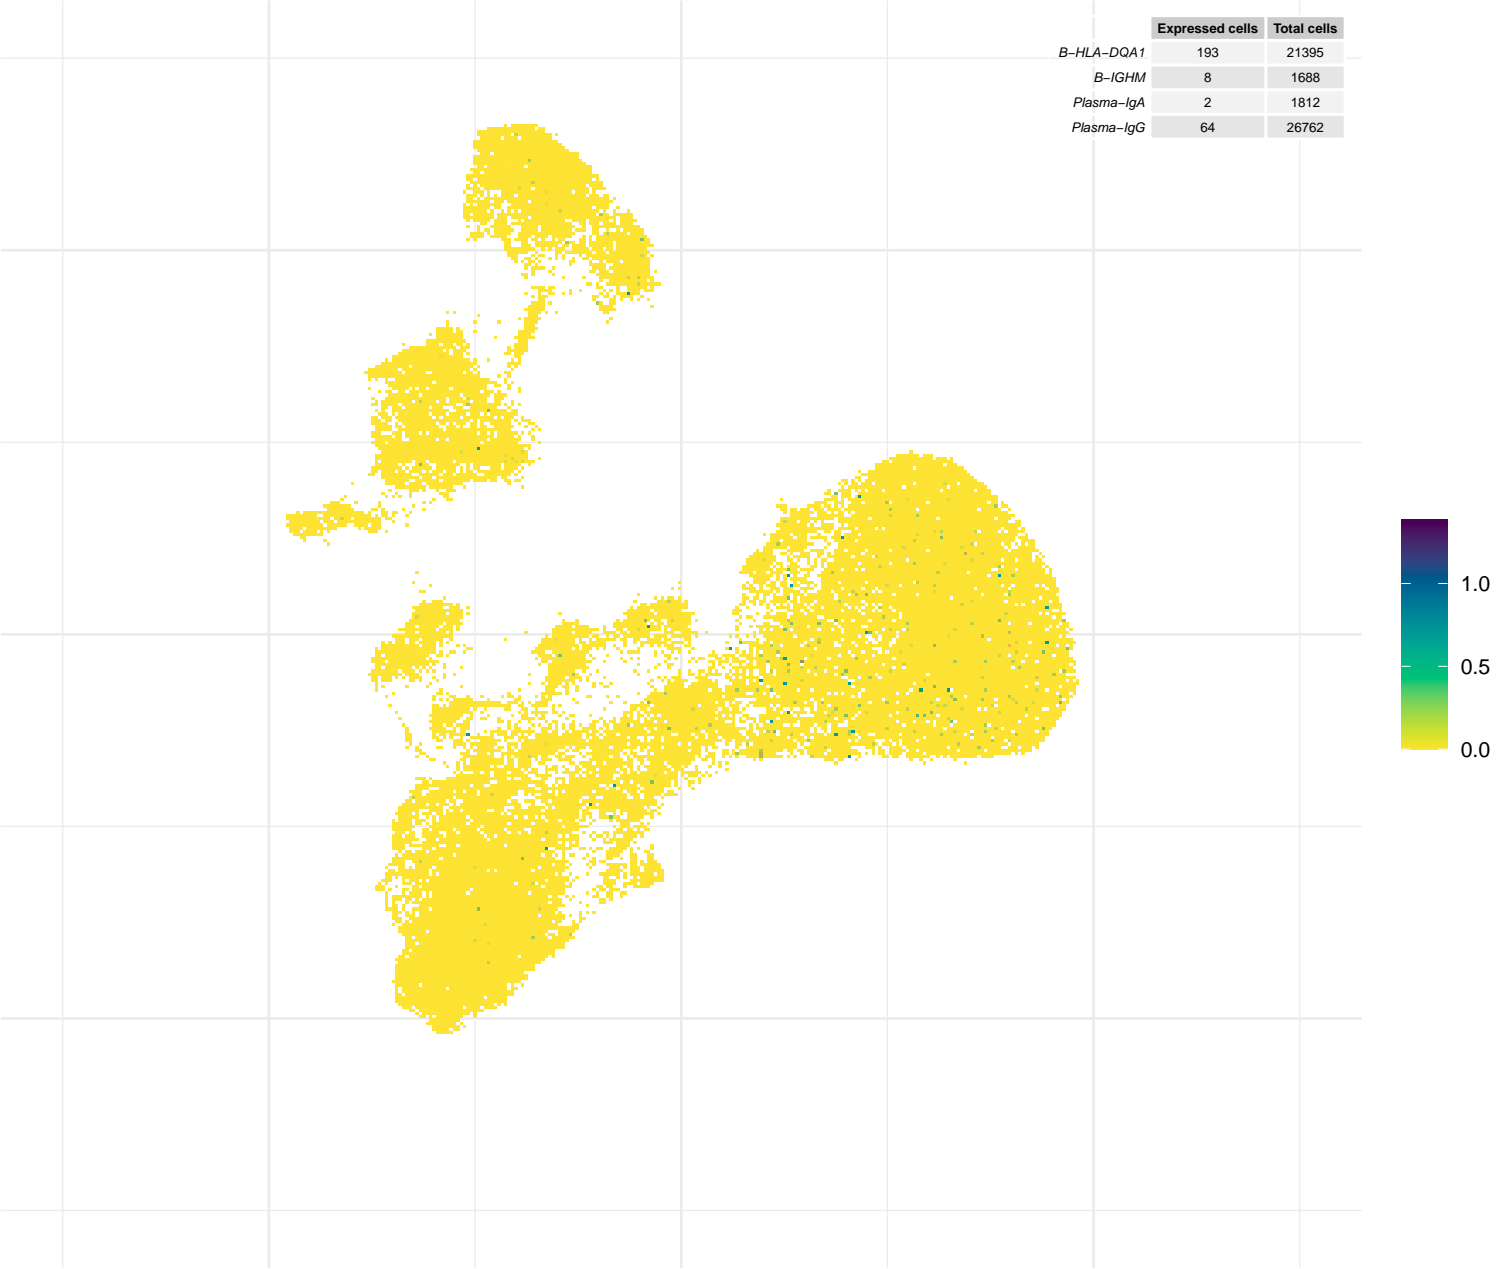 Expressed cells Total cells
B−HLA−DQA1 193 21395
B−IGHM 8 1688
Plasma−IgA 2 1812
Plasma−IgG 64 26762
1.0
0.5
0.0